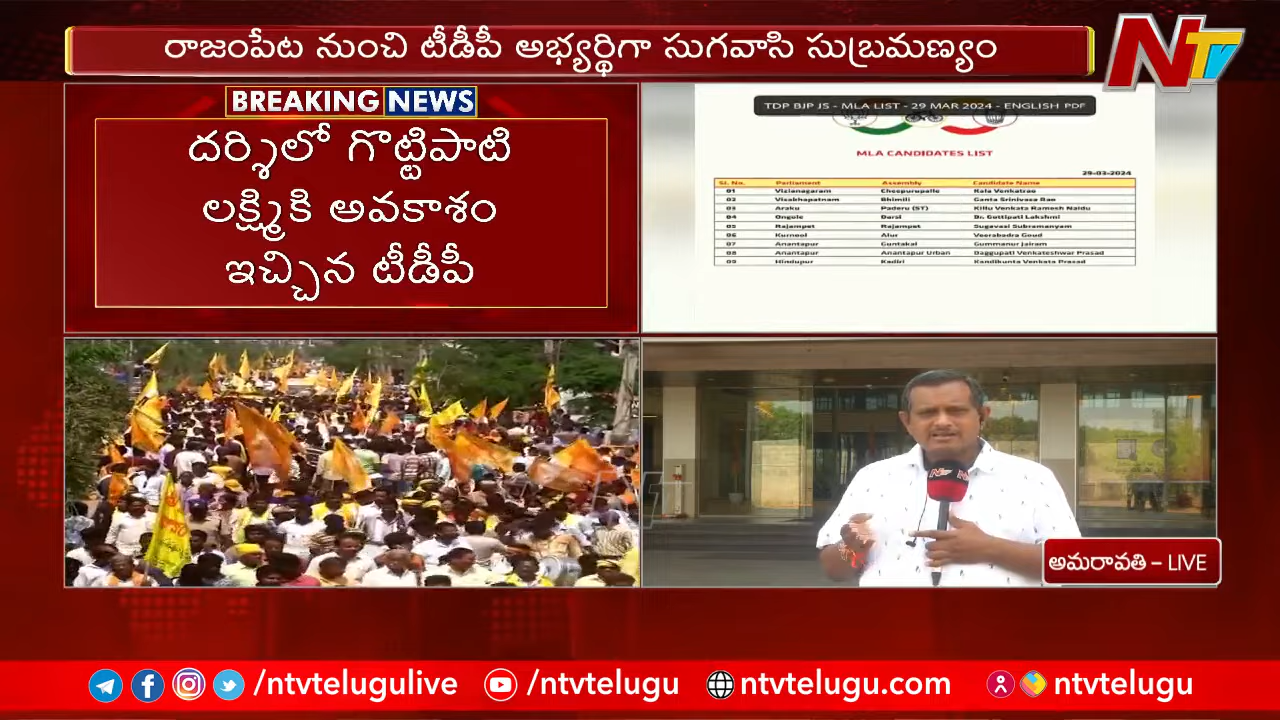 రాజంపేట నుంచి టీడీపీ అభ్యర్థిగా సుగవాసి సుబ్రమణ్యం
NTV
BREAKING NEWS
దర్శిలో గొట్టిపాటి
లక్ష్మికి అవకాశం
ఇచ్చిన టీడీపీ
TDP BJP JS - MLA LIST - 29 MAR 2024 - ENGLISH PDF
MLA CANDIDATES LIST
29-03-2024
Sl. No. Parliament Assembly Candidate Name
01 Vizianagaram Cheepurupalle Kala Venkatrao
02 Visakhapatnam Bhimili Ganta Srinivasa Rao
03 Araku Paderu (ST) Killu Venkata Ramesh Naidu
04 Ongole Darsi Dr. Gottipati Lakshmi
05 Rajampet Rajampet Sugavasi Subramanyam
06 Kurnool Alur Veerabadra Goud
07 Anantapur Guntakal Gummanur Jairam
08 Anantapur Anantapur Urban Daggupati Venkateshwar Prasad
09 Hindupur Kadiri Kandikunta Venkata Prasad
అమరావతి – LIVE
/ntvtelugulive /ntvtelugu ntvtelugu.com ntvtelugu